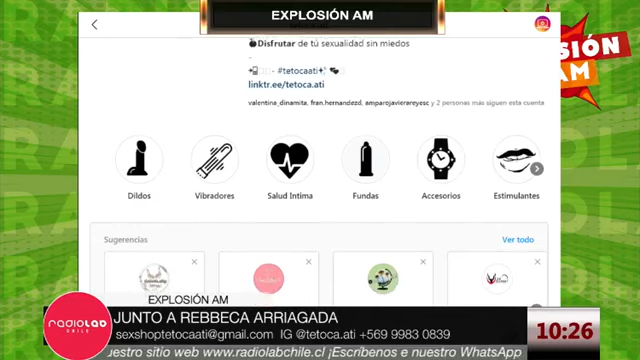 EXPLOSIÓN AM
Disfrutar de tú sexualidad sin miedos
-
- #tetocaati
linktr.ee/tetoca.ati
valentina_dinamita, fran.hernandezd, amparojavierareyesc y 2 personas más siguen esta cuenta
SIÓN
AM
Dildos
Vibradores
Salud Intima
Fundas
Accesorios
Estimulantes
Sugerencias
Ver todo
EXPLOSIÓN AM
radioLab
CHILE
JUNTO A REBBECA ARRIAGADA
sexshoptetocaati@gmail.com IG @tetoca.ati +569 9983 0839
10:26
uestro sitio web www.radiolabchile.cl ¡Escríbenos e nuestro WhatsApp